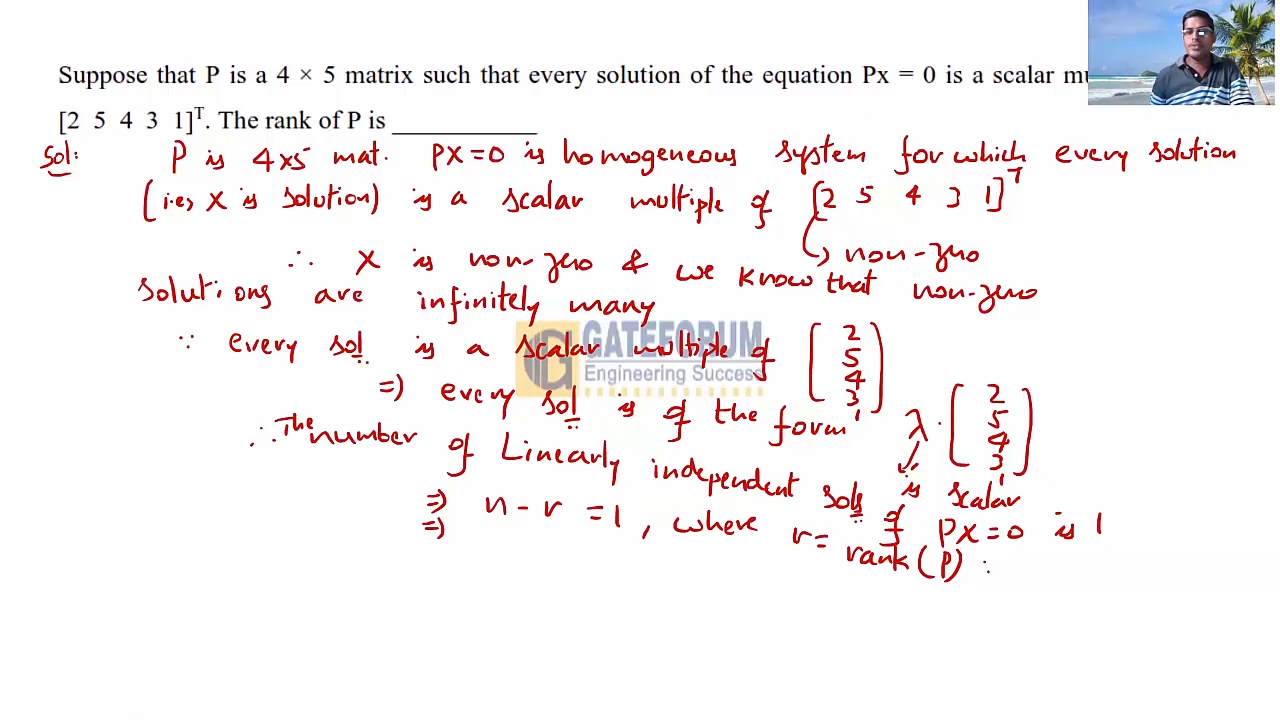 Suppose that P is a 4 × 5 matrix such that every solution of the equation Px = 0 is a scalar mu
[2 5 4 3 1]ᵀ. The rank of P is __________
Sol: P is 4x5 mat. PX=0 is homogeneous system for which every solution
(i.e, X is solution) is a scalar multiple of [2 5 4 3 1]ᵀ
→ non-zero
∴ X is non-zero & we know that non-zero
solutions are infinitely many
∵ every sol. is a scalar multiple of [2 5 4 3 1]
⇒ every sol. is of the form λ. [2 5 4 3 1]
↓ is scalar
∴ The number of Linearly independent sols. of PX=0 is 1
⇒
⇒ n - r = 1, where r = rank(P) :
GATEFORUM
Engineering Success